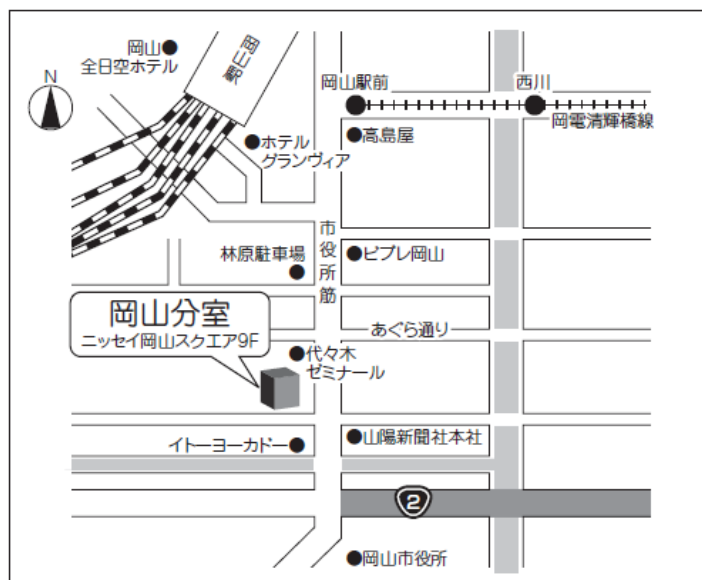 岡山
全日空ホテル
岡山駅
N
岡山駅前
西川
岡電清輝橋線
高島屋
ホテル
グランヴィア
市役所筋
林原駐車場
ビブレ岡山
岡山分室
ニッセイ岡山スクエア9F
あぐら通り
代々木
ゼミナール
イトーヨーカドー
山陽新聞社本社
2
岡山市役所